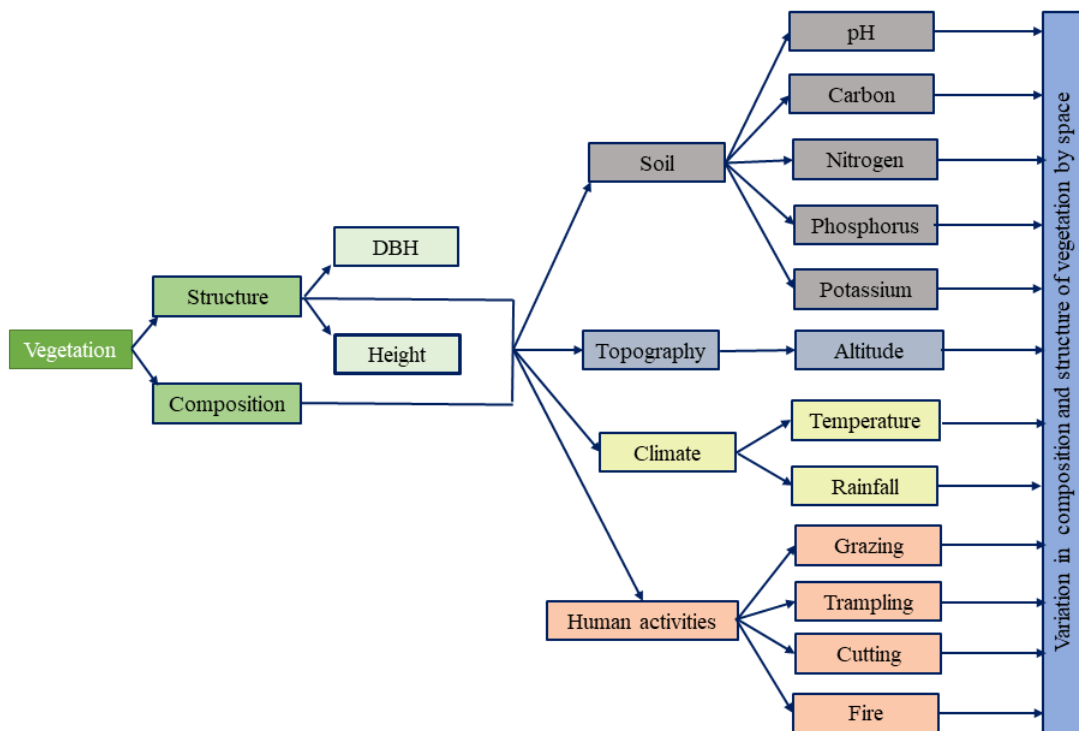 Vegetation
Structure
Composition
DBH
Height
Soil
Topography
Climate
Human activities
pH
Carbon
Nitrogen
Phosphorus
Potassium
Altitude
Temperature
Rainfall
Grazing
Trampling
Cutting
Fire
Variation in composition and structure of vegetation by space